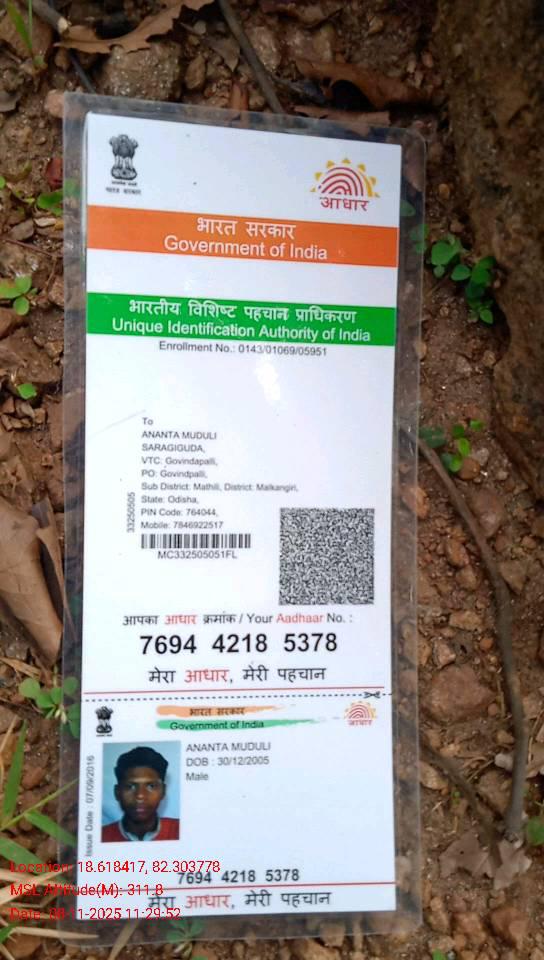 भारत सरकार
आधार
भारत सरकार
Government of India
भारतीय विशिष्ट पहचान प्राधिकरण
Unique Identification Authority of India
Enrollment No.: 0143/01069/05951
To
ANANTA MUDULI
SARAGIGUDA,
VTC: Govindapalli,
PO: Govindpalli,
Sub District: Mathili, District: Malkangiri,
State: Odisha,
PIN Code: 764044,
Mobile: 7846922517
33250505
MC332505051FL
आपका आधार क्रमांक / Your Aadhaar No. :
7694 4218 5378
मेरा आधार, मेरी पहचान
भारत सरकार
Government of India
आधार
ANANTA MUDULI
DOB : 30/12/2005
Male
Issue Date : 07/09/2016
7694 4218 5378
मेरा आधार, मेरी पहचान
Location: 18.618417, 82.303778
MSL Altitude(M): 311.8
Date: 08-11-2025 11:29:52